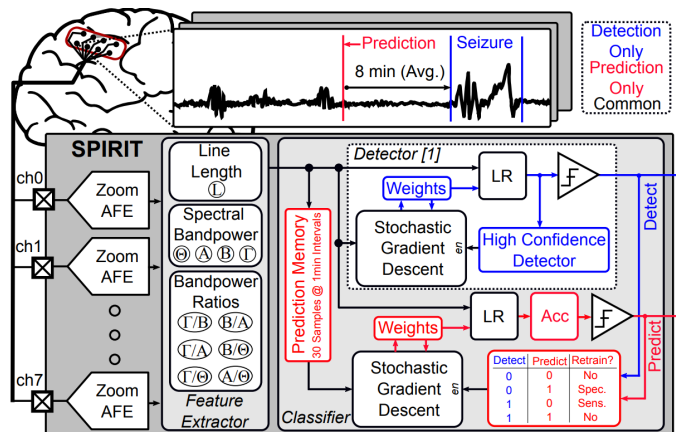 Prediction
Seizure
8 min (Avg.)
Detection
Only
Prediction
Only
Common
SPIRIT
ch0
Zoom
AFE
ch1
Zoom
AFE
ch7
Zoom
AFE
Line
Length
L
Spectral
Bandpower
Θ A B Γ
Bandpower
Ratios
Γ/B B/A
Γ/A B/Θ
Γ/Θ A/Θ
Feature
Extractor
Prediction Memory
30 Samples @ 1min Intervals
Classifier
Detector [1]
Weights
LR
Stochastic
Gradient
Descent
en
High Confidence
Detector
Detect
Weights
LR
Acc
Predict
Stochastic
Gradient
Descent
en
Detect Predict Retrain?
0 0 No
0 1 Spec.
1 0 Sens.
1 1 No